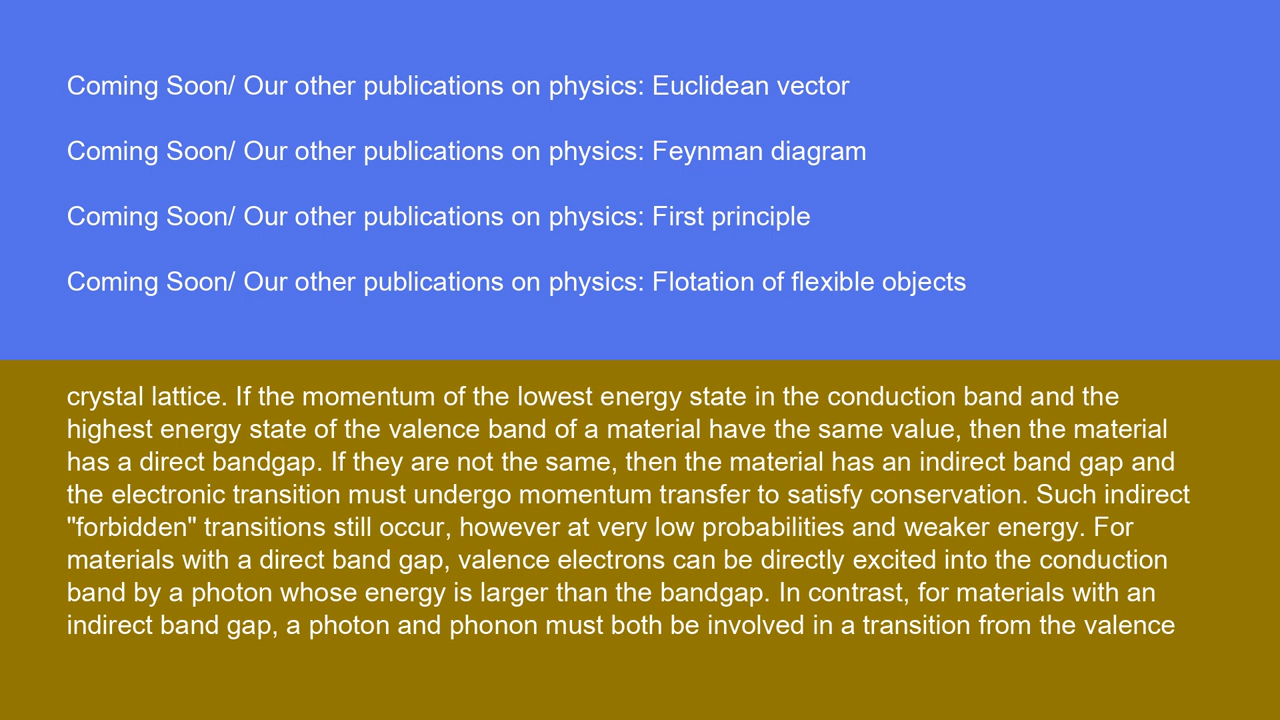 Coming Soon/ Our other publications on physics: Euclidean vector
Coming Soon/ Our other publications on physics: Feynman diagram
Coming Soon/ Our other publications on physics: First principle
Coming Soon/ Our other publications on physics: Flotation of flexible objects
crystal lattice. If the momentum of the lowest energy state in the conduction band and the
highest energy state of the valence band of a material have the same value, then the material
has a direct bandgap. If they are not the same, then the material has an indirect band gap and
the electronic transition must undergo momentum transfer to satisfy conservation. Such indirect
"forbidden" transitions still occur, however at very low probabilities and weaker energy. For
materials with a direct band gap, valence electrons can be directly excited into the conduction
band by a photon whose energy is larger than the bandgap. In contrast, for materials with an
indirect band gap, a photon and phonon must both be involved in a transition from the valence